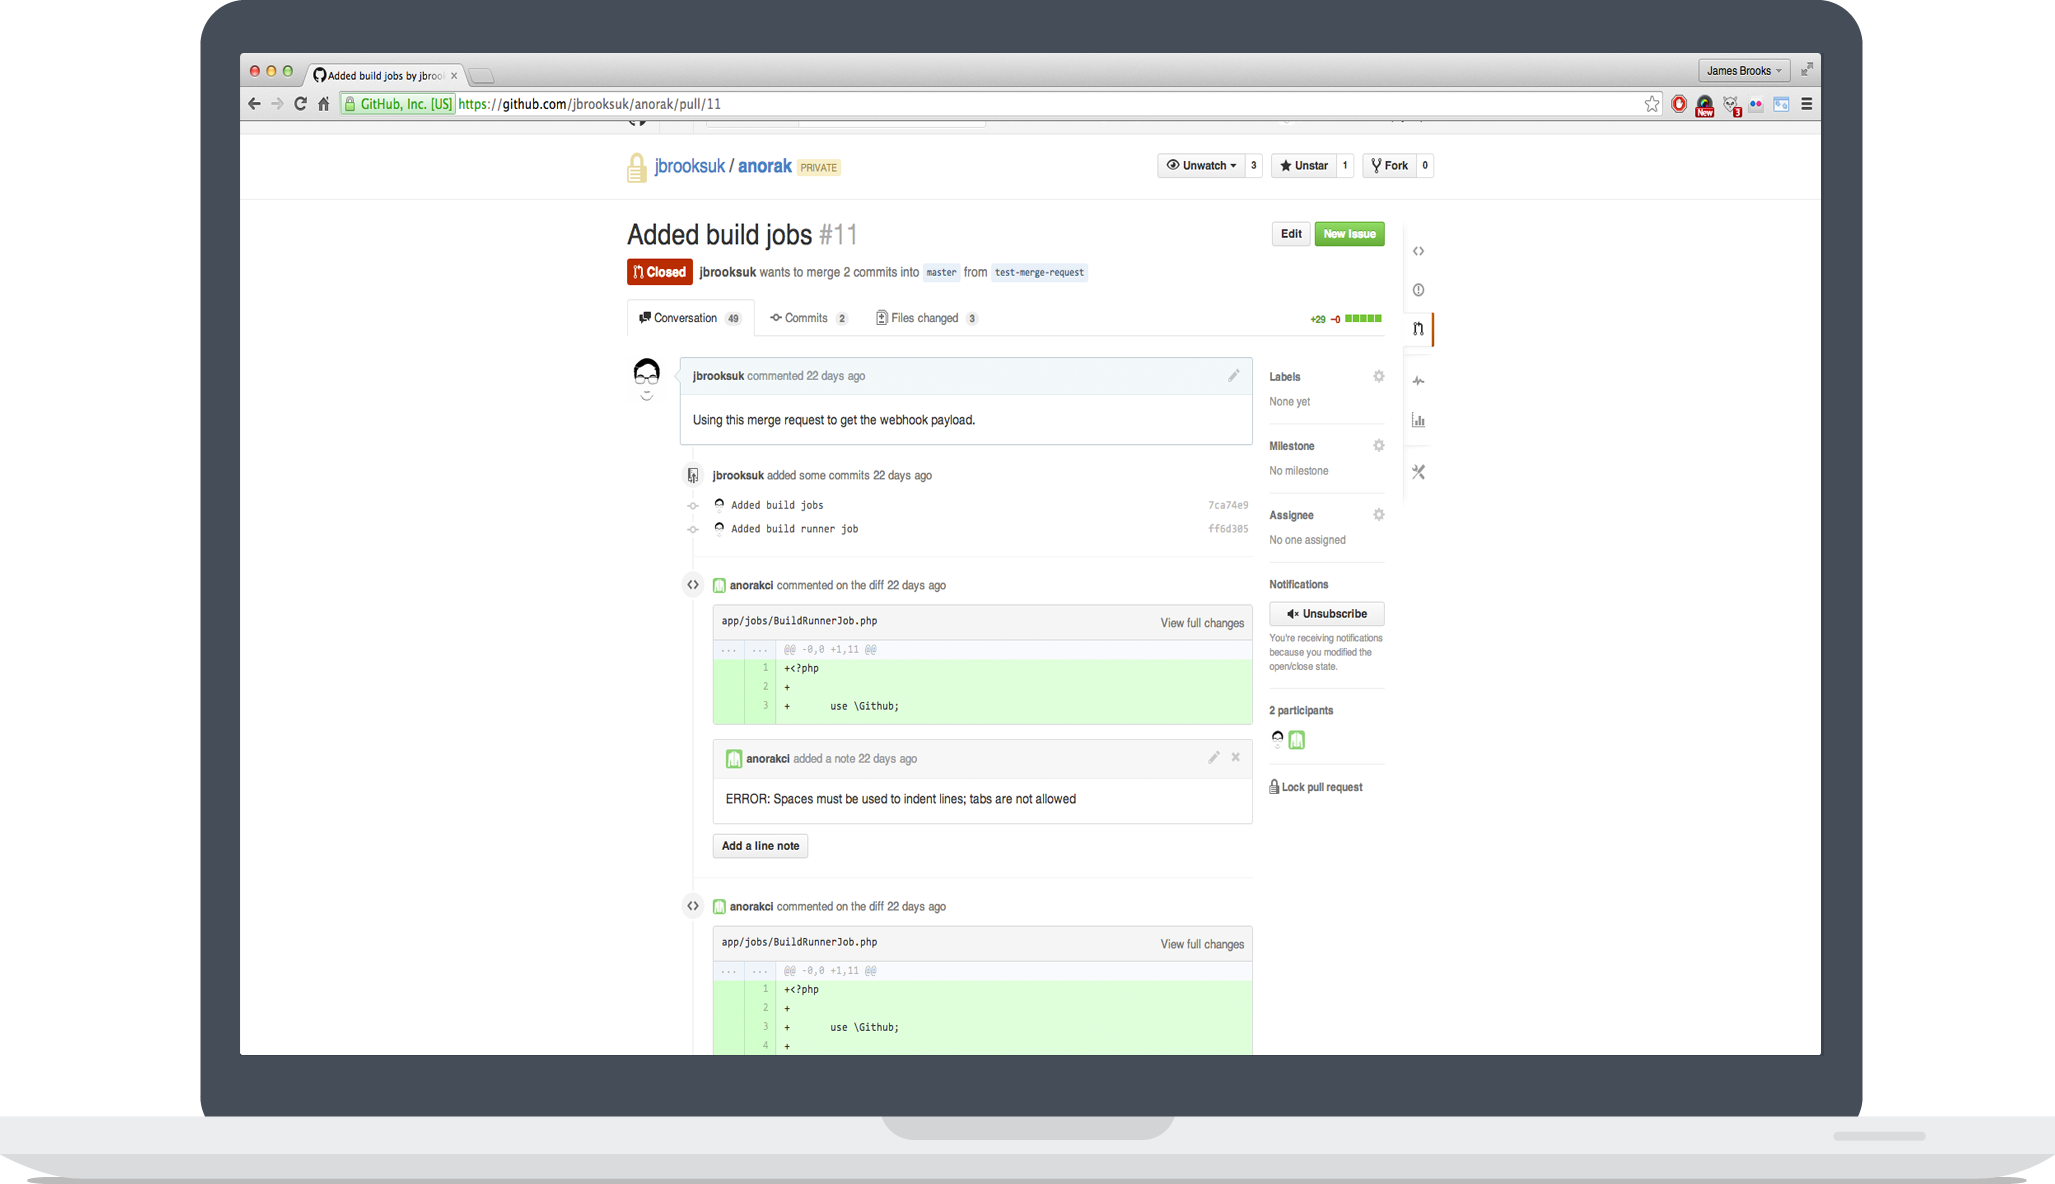 Added build jobs by jbroo
James Brooks
GitHub, Inc. [US] https://github.com/jbrooksuk/anorak/pull/11
New 3
jbrooksuk / anorak PRIVATE
Unwatch 3 Unstar 1 Fork 0
Added build jobs #11
Edit New Issue
Closed jbrooksuk wants to merge 2 commits into master from test-merge-request
Conversation 49 Commits 2 Files changed 3
+29 −0
jbrooksuk commented 22 days ago
Using this merge request to get the webhook payload.
jbrooksuk added some commits 22 days ago
Added build jobs 7ca74e9
Added build runner job ff6d305
anorakci commented on the diff 22 days ago
app/jobs/BuildRunnerJob.php View full changes
... ... @@ -0,0 +1,11 @@
1 +<?php
2 +
3 + use \Github;
anorakci added a note 22 days ago
ERROR: Spaces must be used to indent lines; tabs are not allowed
Add a line note
anorakci commented on the diff 22 days ago
app/jobs/BuildRunnerJob.php View full changes
... ... @@ -0,0 +1,11 @@
1 +<?php
2 +
3 + use \Github;
4 +
Labels
None yet
Milestone
No milestone
Assignee
No one assigned
Notifications
Unsubscribe
You're receiving notifications
because you modified the
open/close state.
2 participants
Lock pull request